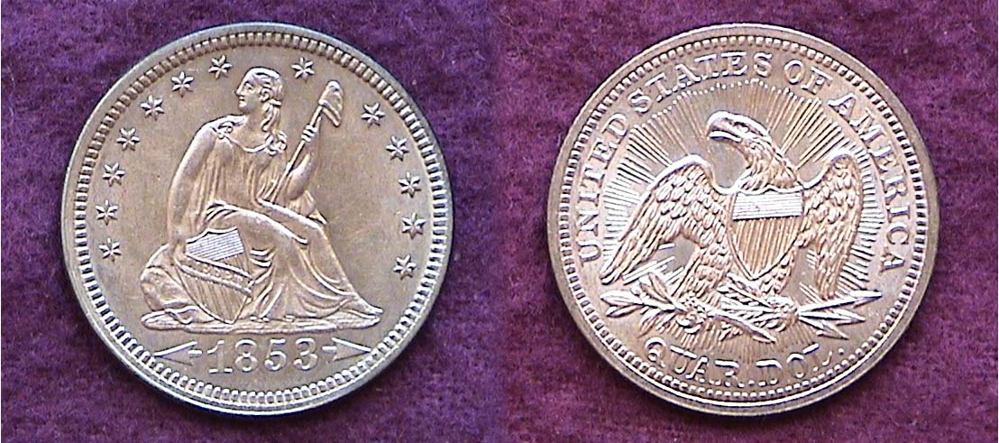 1853
UNITED STATES OF AMERICA
QUAR. DOL.